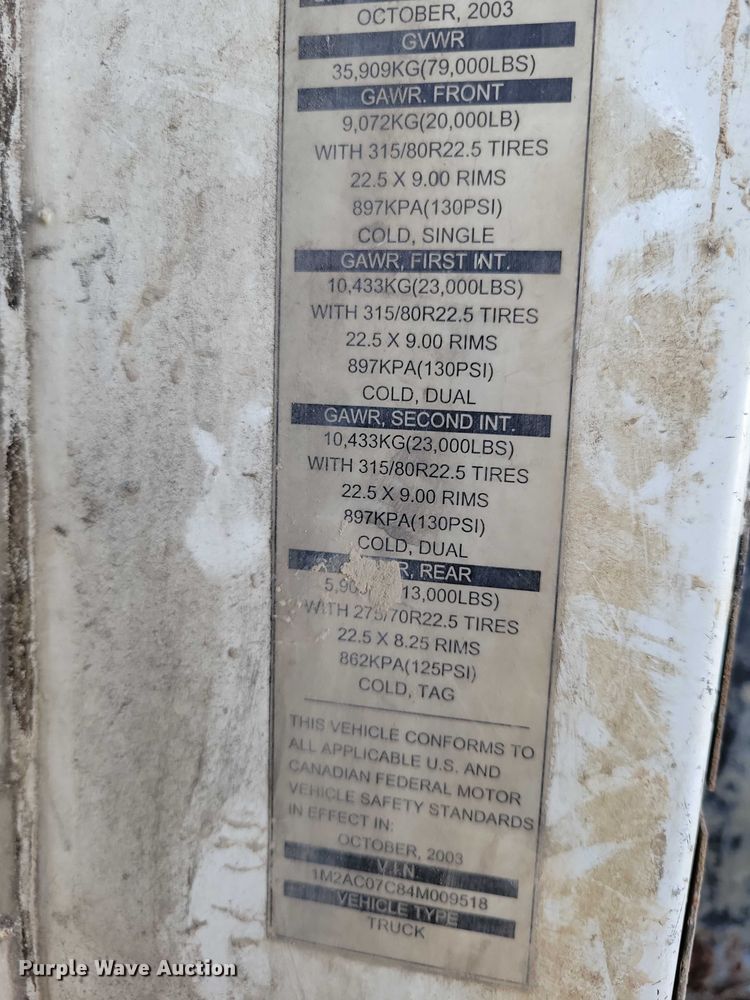 OCTOBER, 2003
GVWR
35,909KG(79,000LBS)
GAWR. FRONT
9,072KG(20,000LB)
WITH 315/80R22.5 TIRES
22.5 X 9.00 RIMS
897KPA(130PSI)
COLD, SINGLE
GAWR, FIRST INT.
10,433KG(23,000LBS)
WITH 315/80R22.5 TIRES
22.5 X 9.00 RIMS
897KPA(130PSI)
COLD, DUAL
GAWR, SECOND INT.
10,433KG(23,000LBS)
WITH 315/80R22.5 TIRES
22.5 X 9.00 RIMS
897KPA(130PSI)
COLD, DUAL
REAR
13,000LBS)
WITH 275/70R22.5 TIRES
22.5 X 8.25 RIMS
862KPA(125PSI)
COLD, TAG
THIS VEHICLE CONFORMS TO
ALL APPLICABLE U.S. AND
CANADIAN FEDERAL MOTOR
VEHICLE SAFETY STANDARDS
IN EFFECT IN:
OCTOBER, 2003
V.I.N.
1M2AC07C84M009518
VEHICLE TYPE
TRUCK
Purple Wave Auction